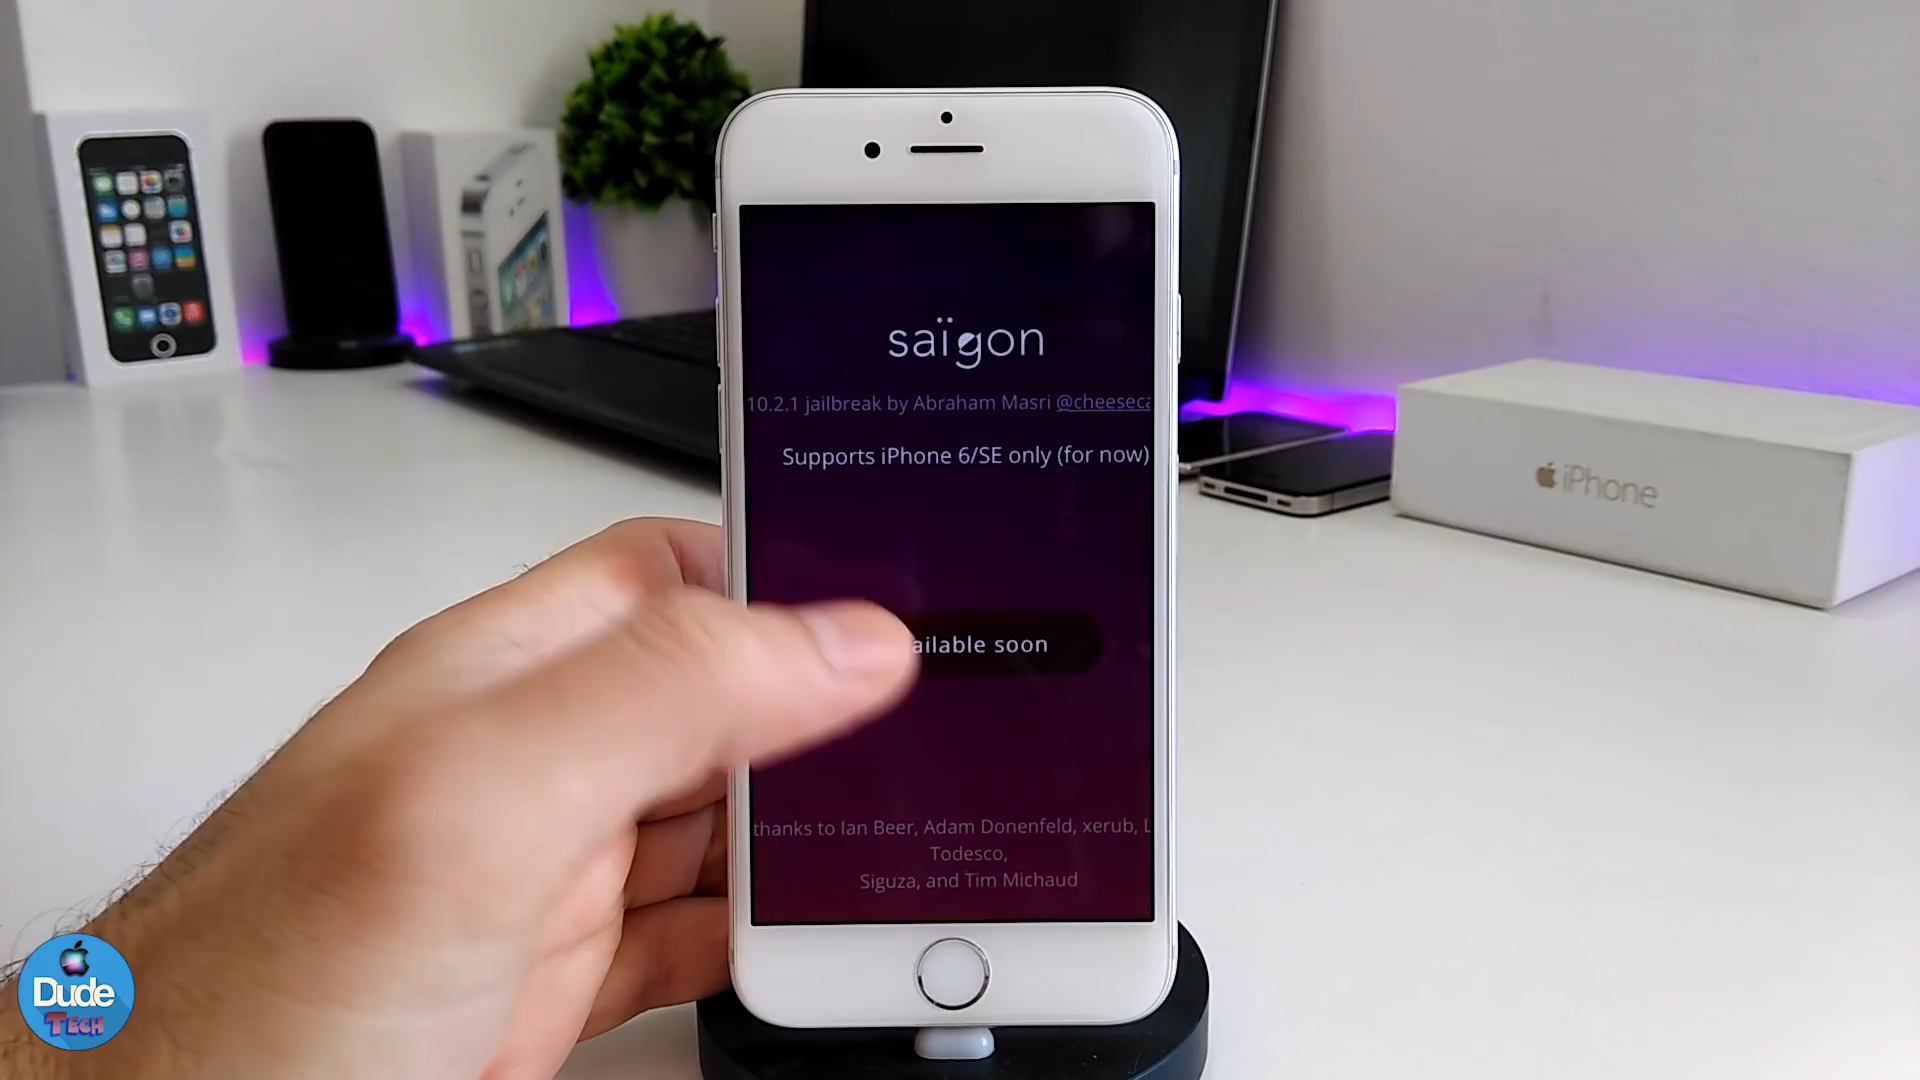 saïgon
10.2.1 jailbreak by Abraham Masri @cheeseca
Supports iPhone 6/SE only (for now)
ailable soon
thanks to Ian Beer, Adam Donenfeld, xerub, L
Todesco,
Siguza, and Tim Michaud
iPhone
Dude
TECH